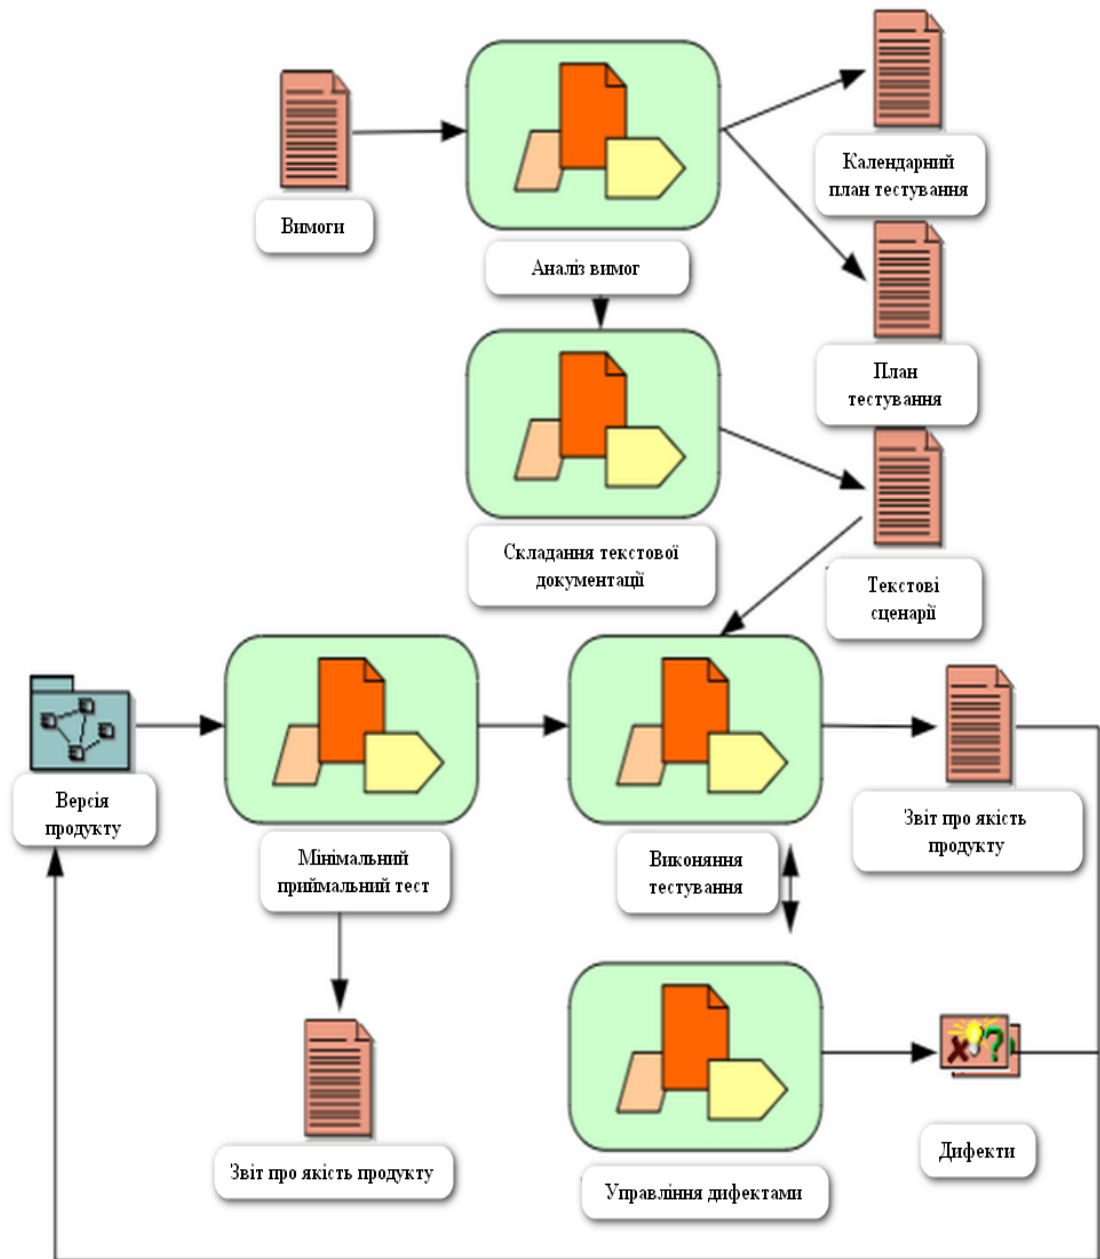 Календарний
план тестування
Вимоги
Аналіз вимог
План
тестування
Складання текстової
документації
Текстові
сценарії
Версія
продукту
Мінімальний
приймальний тест
Виконяння
тестування
Звіт про якість
продукту
Звіт про якість продукту
Управління дифектами
Дифекти